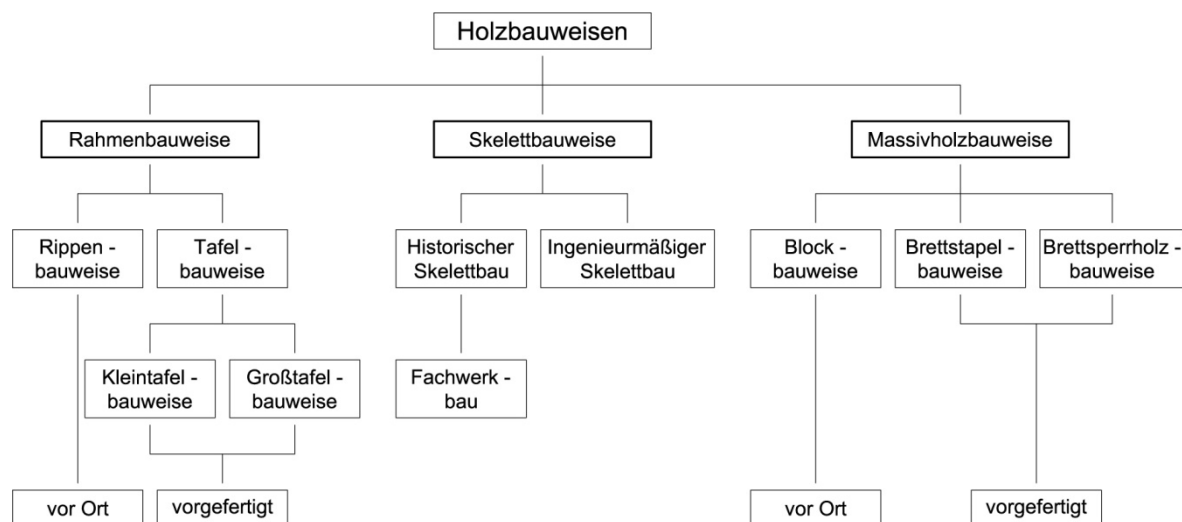 Holzbauweisen
Rahmenbauweise
Skelettbauweise
Massivholzbauweise
Rippen -
bauweise
Tafel -
bauweise
Historischer
Skelettbau
Ingenieurmäßiger
Skelettbau
Block -
bauweise
Brettstapel -
bauweise
Brettsperrholz -
bauweise
Kleintafel -
bauweise
Großtafel -
bauweise
Fachwerk -
bau
vor Ort
vorgefertigt
vor Ort
vorgefertigt